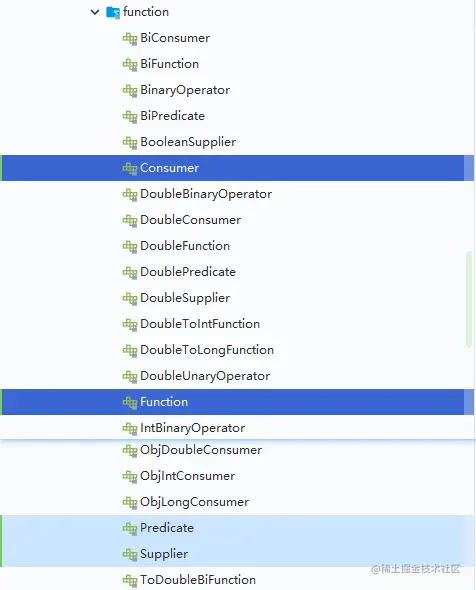 function
BiConsumer
BiFunction
BinaryOperator
BiPredicate
BooleanSupplier
Consumer
DoubleBinaryOperator
DoubleConsumer
DoubleFunction
DoublePredicate
DoubleSupplier
DoubleToIntFunction
DoubleToLongFunction
DoubleUnaryOperator
Function
IntBinaryOperator
ObjDoubleConsumer
ObjIntConsumer
ObjLongConsumer
Predicate
Supplier
@稀土掘金技术社区
ToDoubleBiFunction